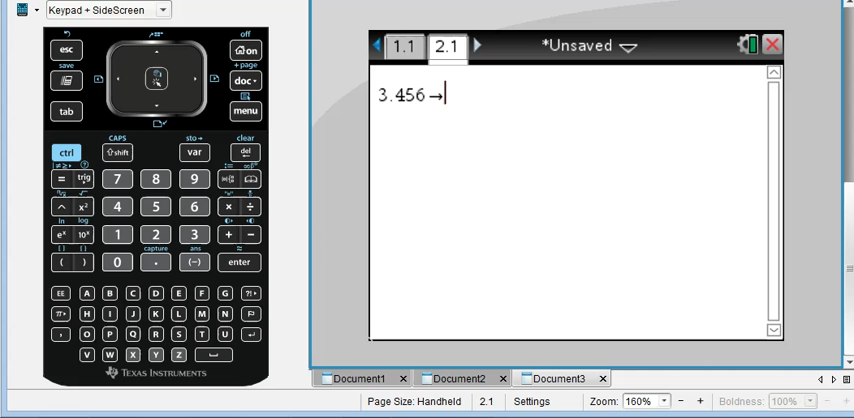 Keypad + SideScreen
off
esc
on
save
+ page
doc
tab
menu
CAPS
sto →
clear
ctrl
⇧shift
var
del
= trig 7 8 9
^ x² 4 5 6 × ÷
ln log
eˣ 10ˣ 1 2 3 + −
[ ] { } capture ans ≈
( ) 0 . (−) enter
EE A B C D E F G ?!▸
π▸ H I J K L M N
, O P Q R S T U ↵
V W X Y Z
TEXAS INSTRUMENTS
1.1 2.1 *Unsaved
3.456→
Document1 Document2 Document3
Page Size: Handheld 2.1 Settings Zoom: 160% − + Boldness: 100% − +